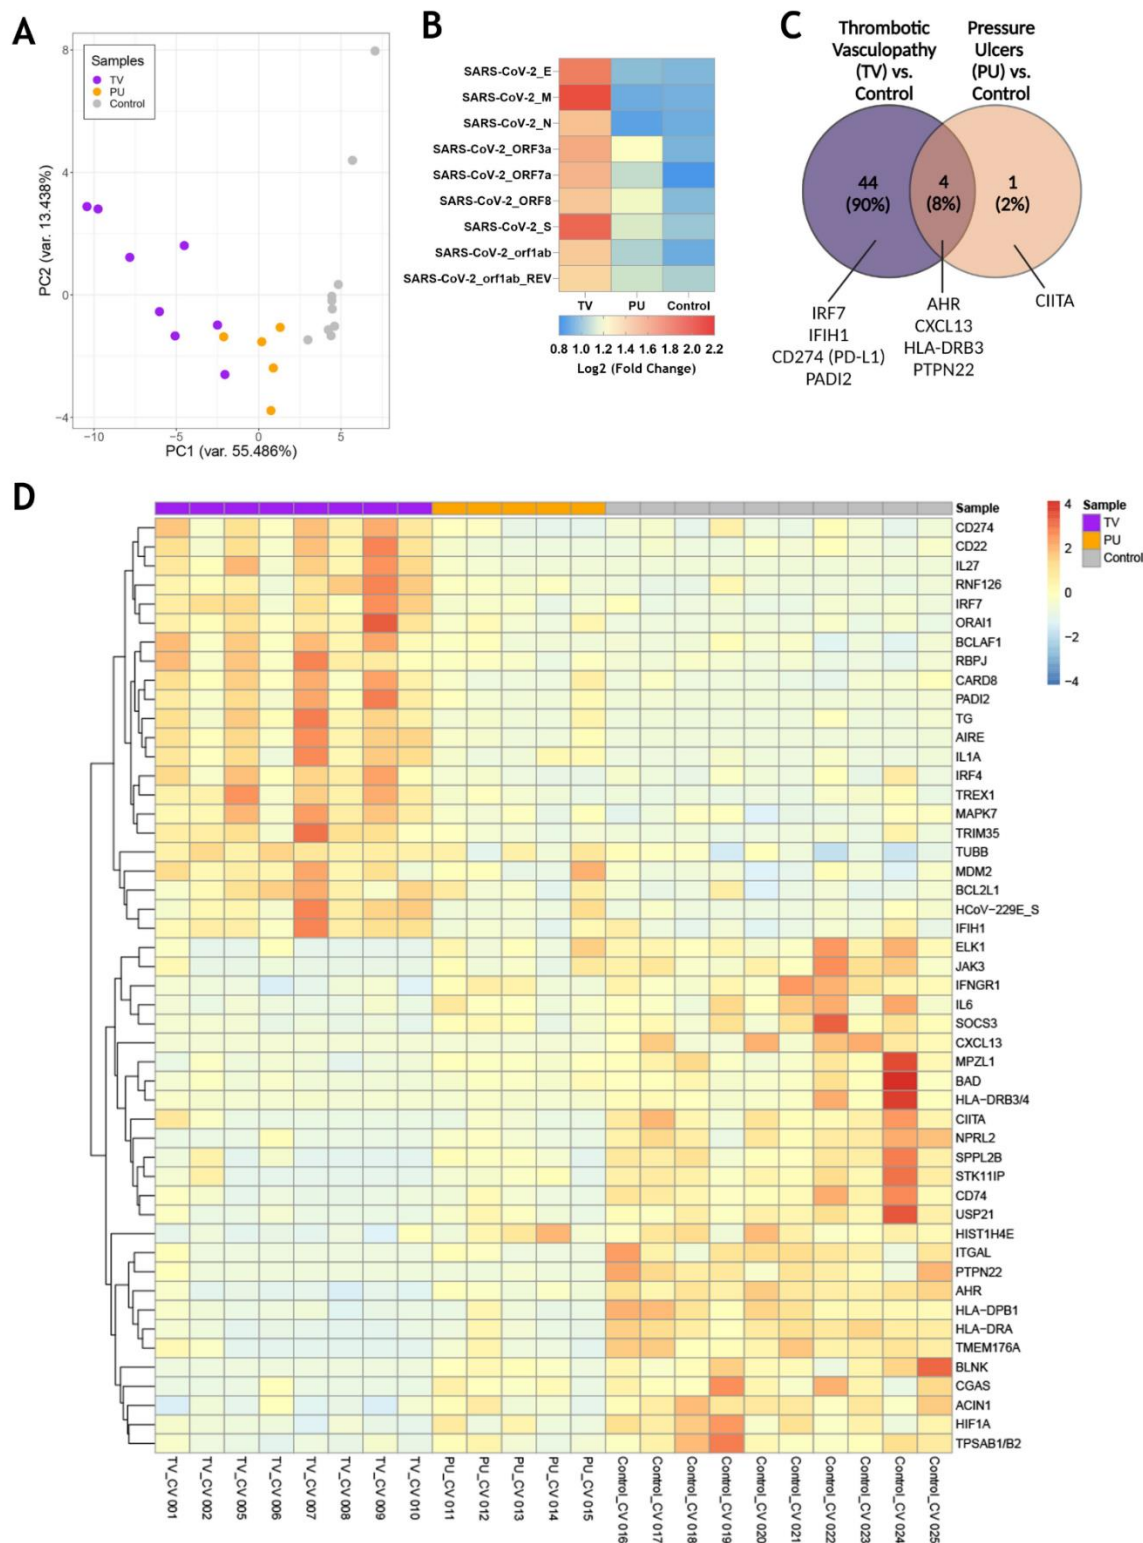 A
Samples
TV
PU
Control
8
4
0
−4
−10
−5
0
5
PC2 (var. 13.438%)
PC1 (var. 55.486%)
B
SARS-CoV-2_E
SARS-CoV-2_M
SARS-CoV-2_N
SARS-CoV-2_ORF3a
SARS-CoV-2_ORF7a
SARS-CoV-2_ORF8
SARS-CoV-2_S
SARS-CoV-2_orf1ab
SARS-CoV-2_orf1ab_REV
TV PU Control
0.8 1.0 1.2 1.4 1.6 1.8 2.0 2.2
Log2 (Fold Change)
C
Thrombotic
Vasculopathy
(TV) vs.
Control
Pressure
Ulcers
(PU) vs.
Control
44
(90%)
4
(8%)
1
(2%)
IRF7
IFIH1
CD274 (PD-L1)
PADI2
AHR
CXCL13
HLA-DRB3
PTPN22
CIITA
D
Sample
CD274
CD22
IL27
RNF126
IRF7
ORAI1
BCLAF1
RBPJ
CARD8
PADI2
TG
AIRE
IL1A
IRF4
TREX1
MAPK7
TRIM35
TUBB
MDM2
BCL2L1
HCoV−229E_S
IFIH1
ELK1
JAK3
IFNGR1
IL6
SOCS3
CXCL13
MPZL1
BAD
HLA−DRB3/4
CIITA
NPRL2
SPPL2B
STK11IP
CD74
USP21
HIST1H4E
ITGAL
PTPN22
AHR
HLA−DPB1
HLA−DRA
TMEM176A
BLNK
CGAS
ACIN1
HIF1A
TPSAB1/B2
4
2
0
−2
−4
Sample
TV
PU
Control
TV_CV 001
TV_CV 002
TV_CV 005
TV_CV 006
TV_CV 007
TV_CV 008
TV_CV 009
TV_CV 010
PU_CV 011
PU_CV 012
PU_CV 013
PU_CV 014
PU_CV 015
Control_CV 016
Control_CV 017
Control_CV 018
Control_CV 019
Control_CV 020
Control_CV 021
Control_CV 022
Control_CV 023
Control_CV 024
Control_CV 025